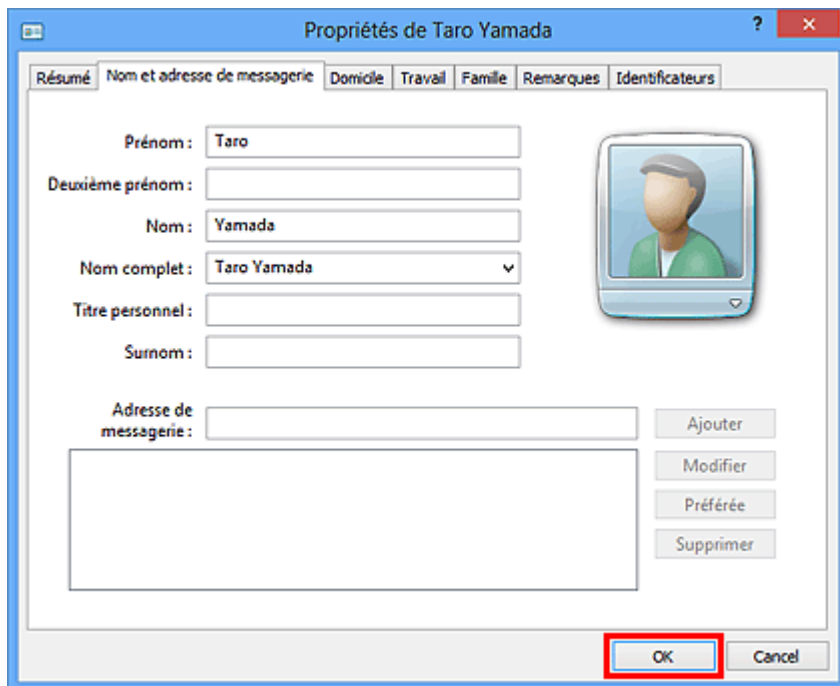 Propriétés de Taro Yamada ?
Résumé Nom et adresse de messagerie Domicile Travail Famille Remarques Identificateurs
Prénom : Taro
Deuxième prénom :
Nom : Yamada
Nom complet : Taro Yamada
Titre personnel :
Surnom :
Adresse de
messagerie :
Ajouter
Modifier
Préférée
Supprimer
OK Cancel